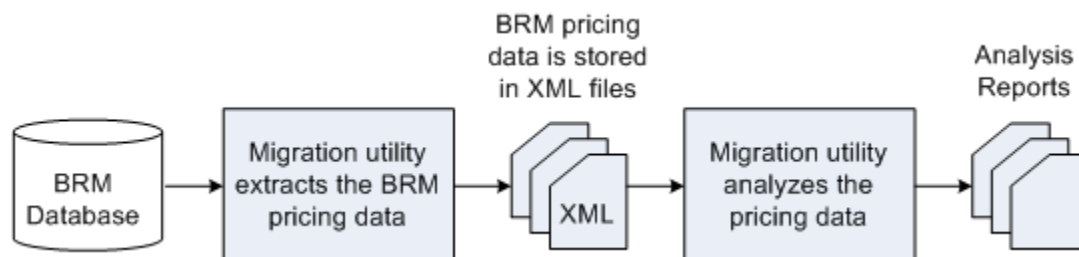 BRM
Database
Migration utility
extracts the BRM
pricing data
BRM pricing
data is stored
in XML files
XML
Migration utility
analyzes the
pricing data
Analysis
Reports